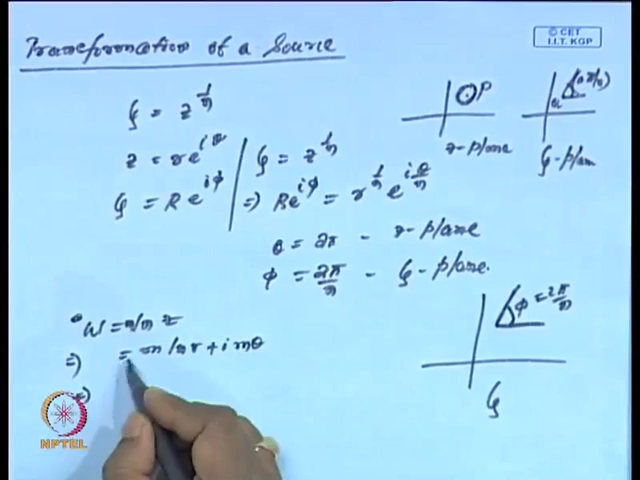 Transformation of a Source
© CET
I.I.T. KGP
ζ = z^{1/n}
z = re^{iθ}
ζ = Re^{iφ}
ζ = z^{1/n}
⇒ Re^{iφ} = r^{1/n} e^{iθ/n}
θ = 2π - z-plane
φ = 2π/n - ζ-plane.
P
z-plane
ζ-plane
W = m ln z
⇒ = m ln r + i mθ
⇒
φ = 2π/n
ζ
NPTEL